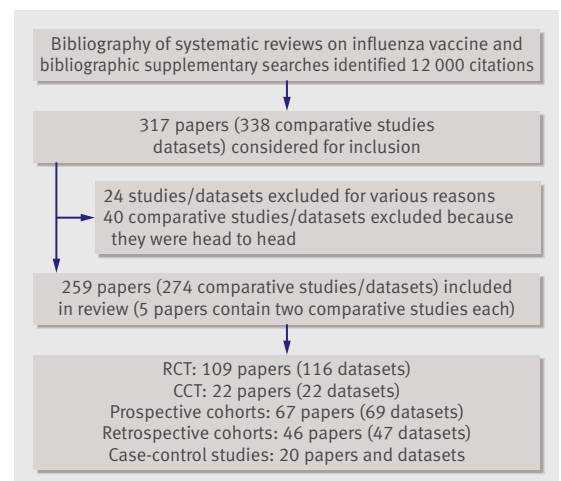 Bibliography of systematic reviews on influenza vaccine and
bibliographic supplementary searches identified 12 000 citations
317 papers (338 comparative studies
datasets) considered for inclusion
24 studies/datasets excluded for various reasons
40 comparative studies/datasets excluded because
they were head to head
259 papers (274 comparative studies/datasets) included
in review (5 papers contain two comparative studies each)
RCT: 109 papers (116 datasets)
CCT: 22 papers (22 datasets)
Prospective cohorts: 67 papers (69 datasets)
Retrospective cohorts: 46 papers (47 datasets)
Case-control studies: 20 papers and datasets